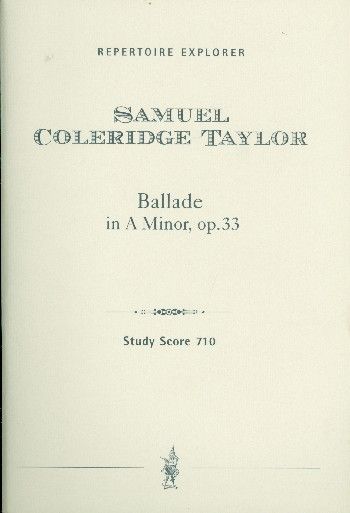 REPERTOIRE EXPLORER
SAMUEL
COLERIDGE TAYLOR
Ballade
in A Minor, op.33
Study Score 710